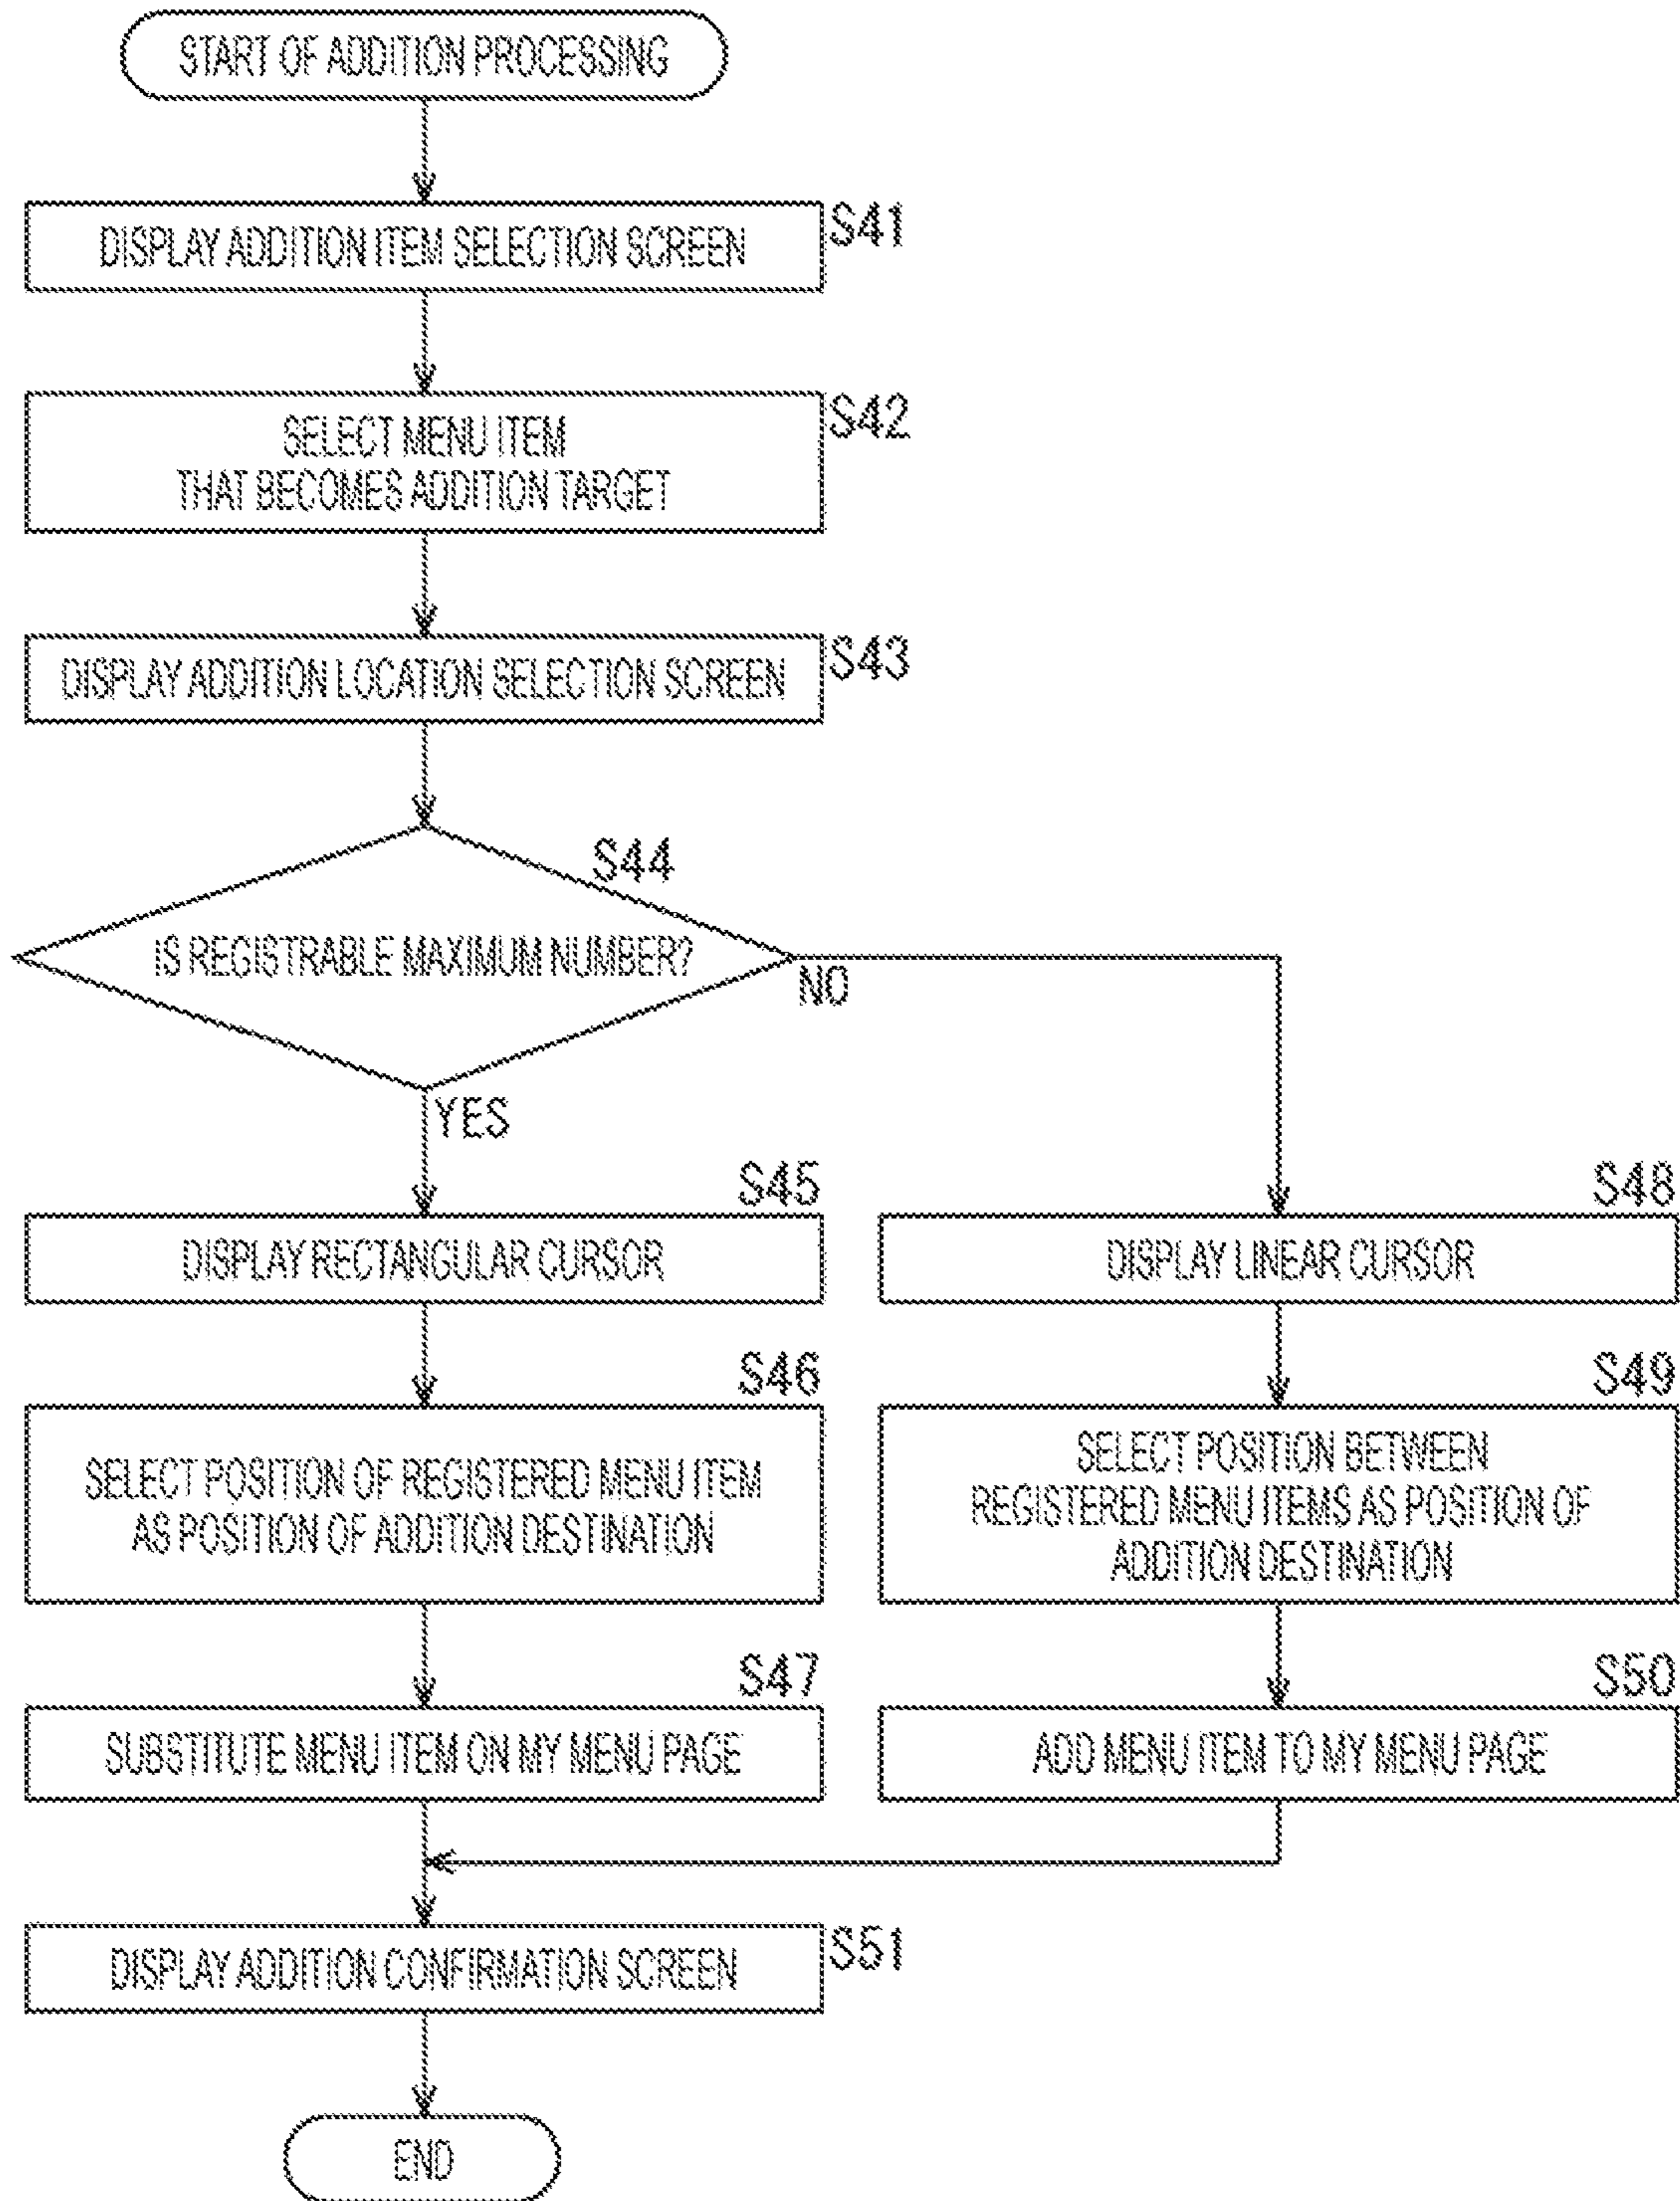 START OF ADDITION PROCESSING
S41
DISPLAY ADDITION ITEM SELECTION SCREEN
S42
SELECT MENU ITEM
THAT BECOMES ADDITION TARGET
S43
DISPLAY ADDITION LOCATION SELECTION SCREEN
S44
IS REGISTRABLE MAXIMUM NUMBER?
NO
YES
S45
DISPLAY RECTANGULAR CURSOR
S46
SELECT POSITION OF REGISTERED MENU ITEM
AS POSITION OF ADDITION DESTINATION
S47
SUBSTITUTE MENU ITEM ON MY MENU PAGE
S48
DISPLAY LINEAR CURSOR
S49
SELECT POSITION BETWEEN
REGISTERED MENU ITEMS AS POSITION OF
ADDITION DESTINATION
S50
ADD MENU ITEM TO MY MENU PAGE
S51
DISPLAY ADDITION CONFIRMATION SCREEN
END